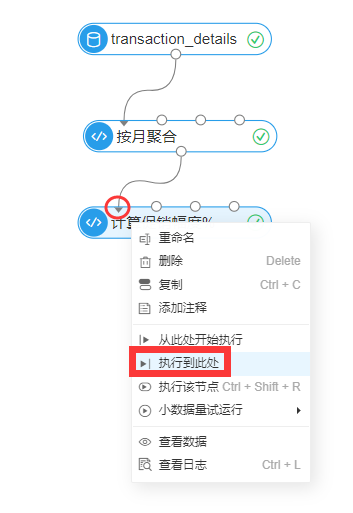 transaction_details
按月聚合
计算促销幅度%
重命名
删除 Delete
复制 Ctrl + C
添加注释
从此处开始执行
执行到此处
执行该节点 Ctrl + Shift + R
小数据量试运行
查看数据
查看日志 Ctrl + L